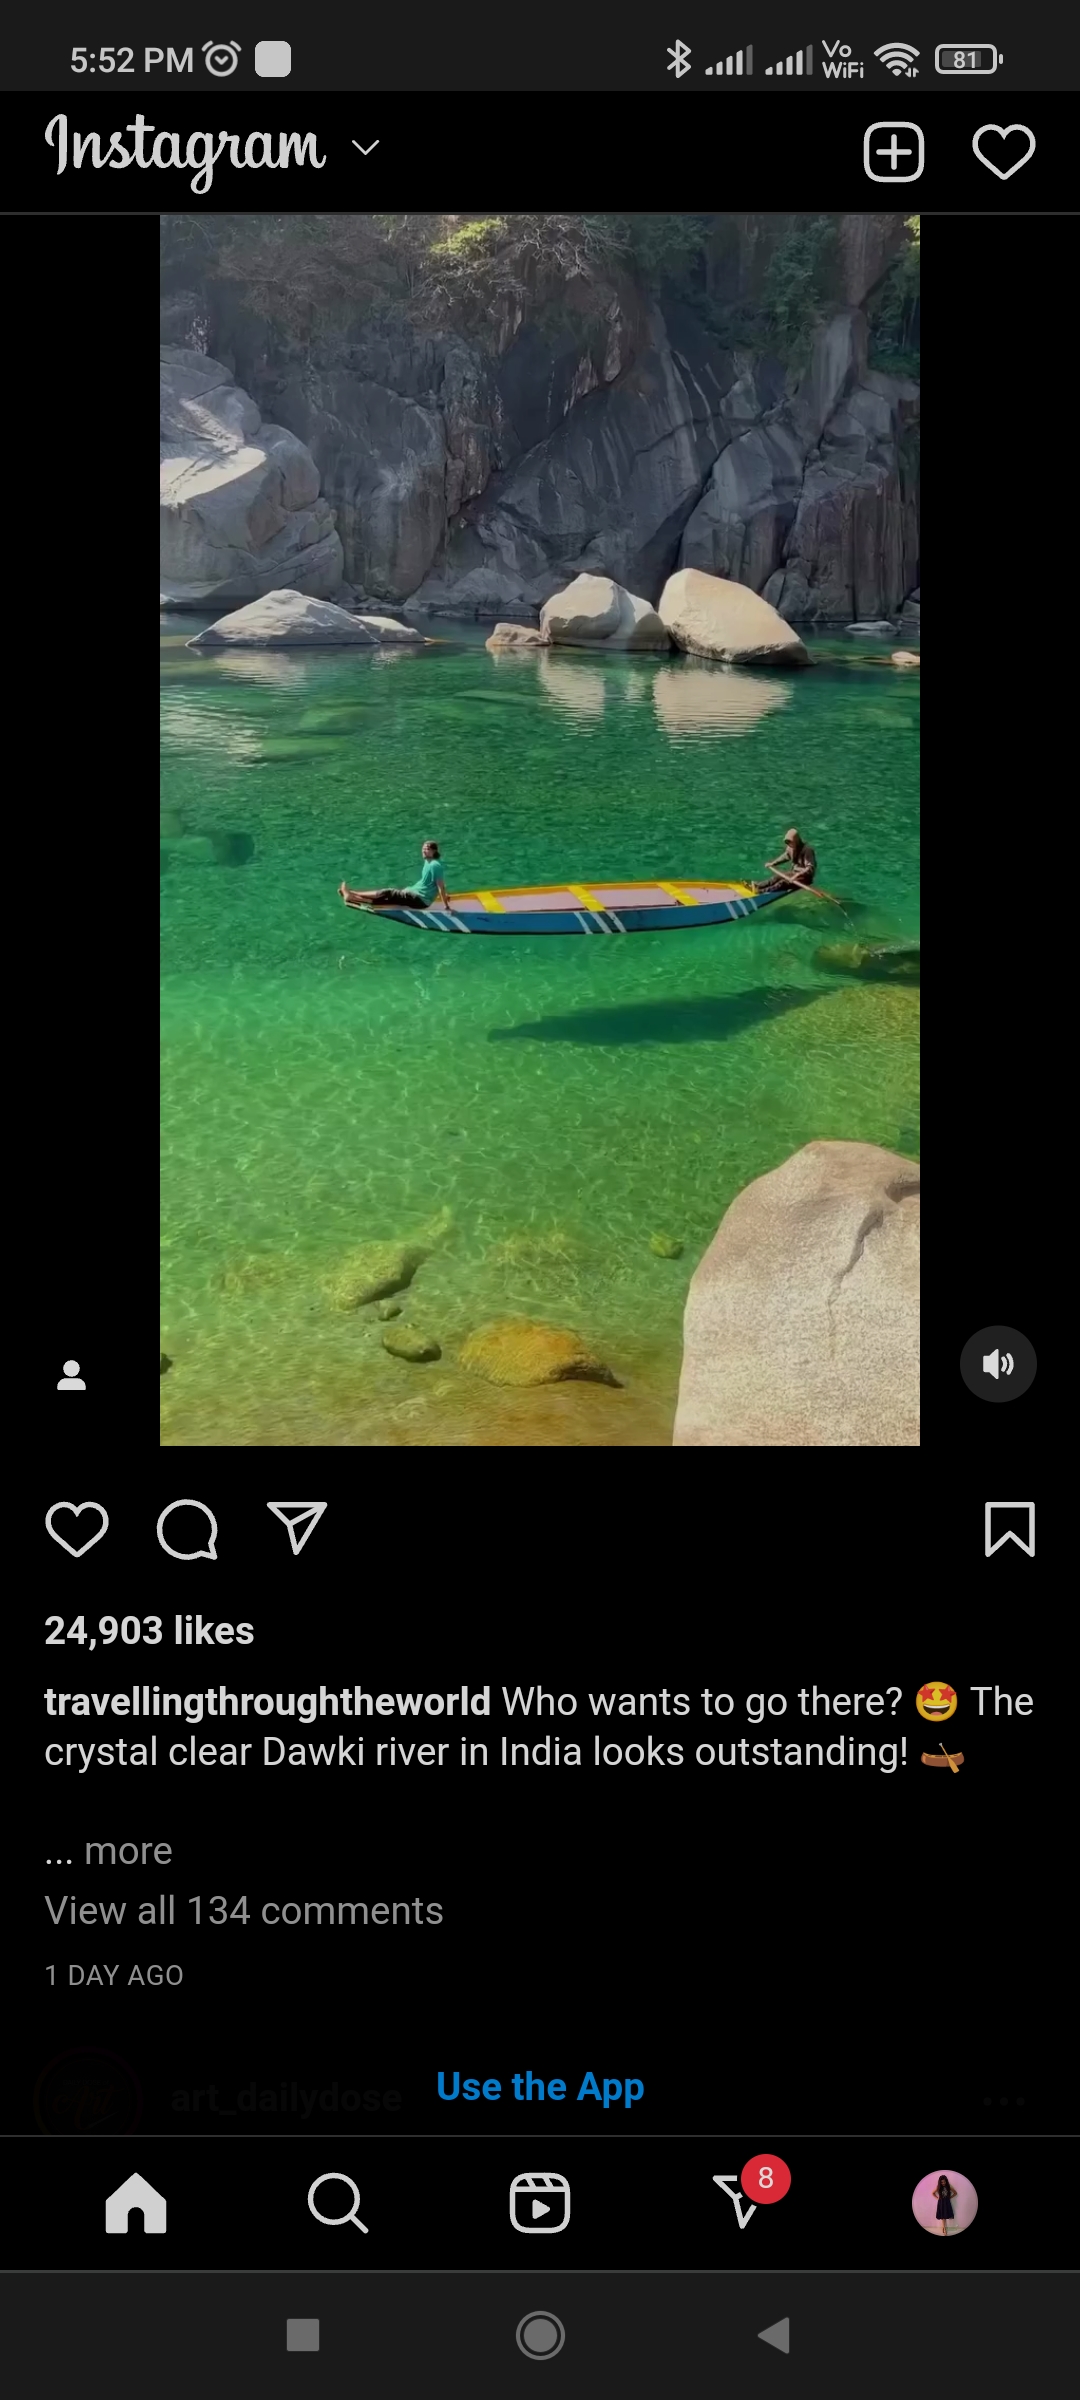 5:52 PM
Vo
WiFi
81
Instagram
24,903 likes
travellingthroughtheworld Who wants to go there? 🤩 The
crystal clear Dawki river in India looks outstanding! 🛶
... more
View all 134 comments
1 DAY AGO
art_dailydose
Use the App
8